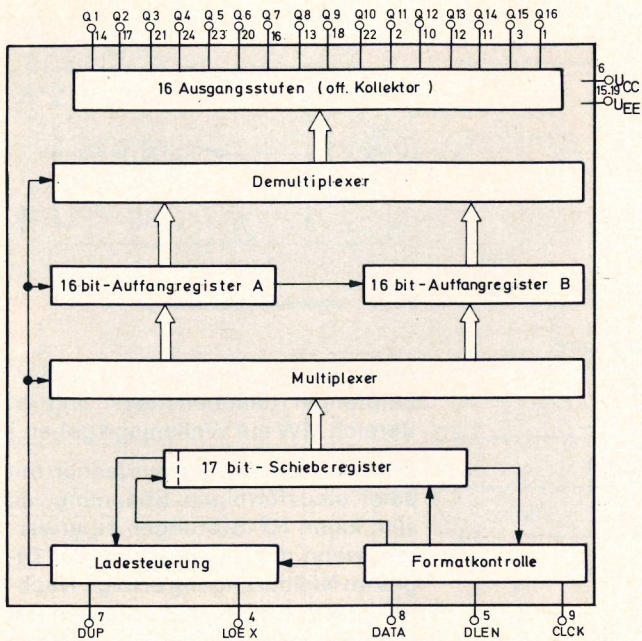 Q1 Q2 Q3 Q4 Q5 Q6 Q7 Q8 Q9 Q10 Q11 Q12 Q13 Q14 Q15 Q16
14 17 21 24 23 20 16 13 18 22 2 10 12 11 3 1
16 Ausgangsstufen (off. Kollektor)
6 UCC
15.19 UEE
Demultiplexer
16 bit-Auffangregister A
16 bit-Auffangregister B
Multiplexer
17 bit-Schieberegister
Ladesteuerung
Formatkontrolle
7 4 8 5 9
DUP LOEX DATA DLEN CLCK